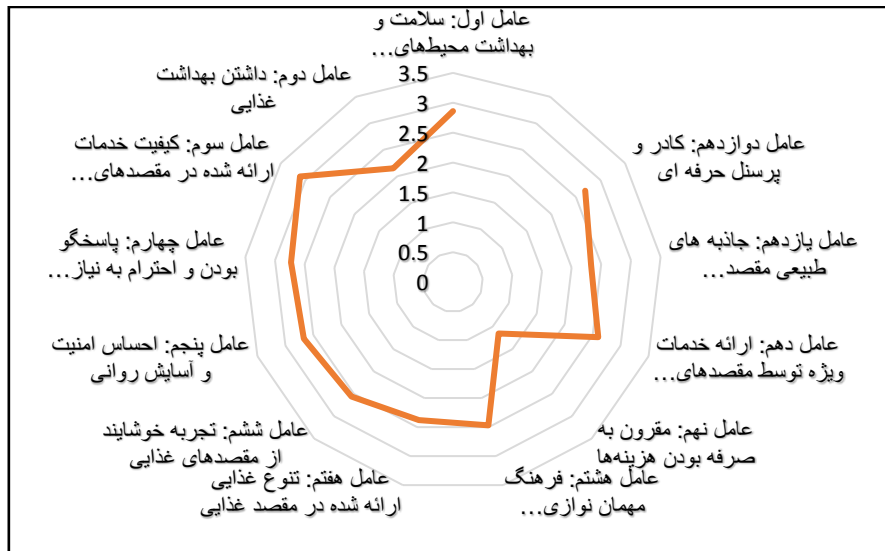 عامل اول: سلامت و
بهداشت محیط‌های...
عامل دوم: داشتن بهداشت
غذایی
عامل سوم: کیفیت خدمات
ارائه شده در مقصدهای...
عامل چهارم: پاسخگو
بودن و احترام به نیاز...
عامل پنجم: احساس امنیت
و آسایش روانی
عامل ششم: تجربه خوشایند
از مقصدهای غذایی
عامل هفتم: تنوع غذایی
ارائه شده در مقصد غذایی
عامل هشتم: فرهنگ
مهمان نوازی...
عامل نهم: مقرون به
صرفه بودن هزینه‌ها
عامل دهم: ارائه خدمات
ویژه توسط مقصدهای...
عامل یازدهم: جاذبه های
طبیعی مقصد...
عامل دوازدهم: کادر و
پرسنل حرفه ای
3.5
3
2.5
2
1.5
1
0.5
0